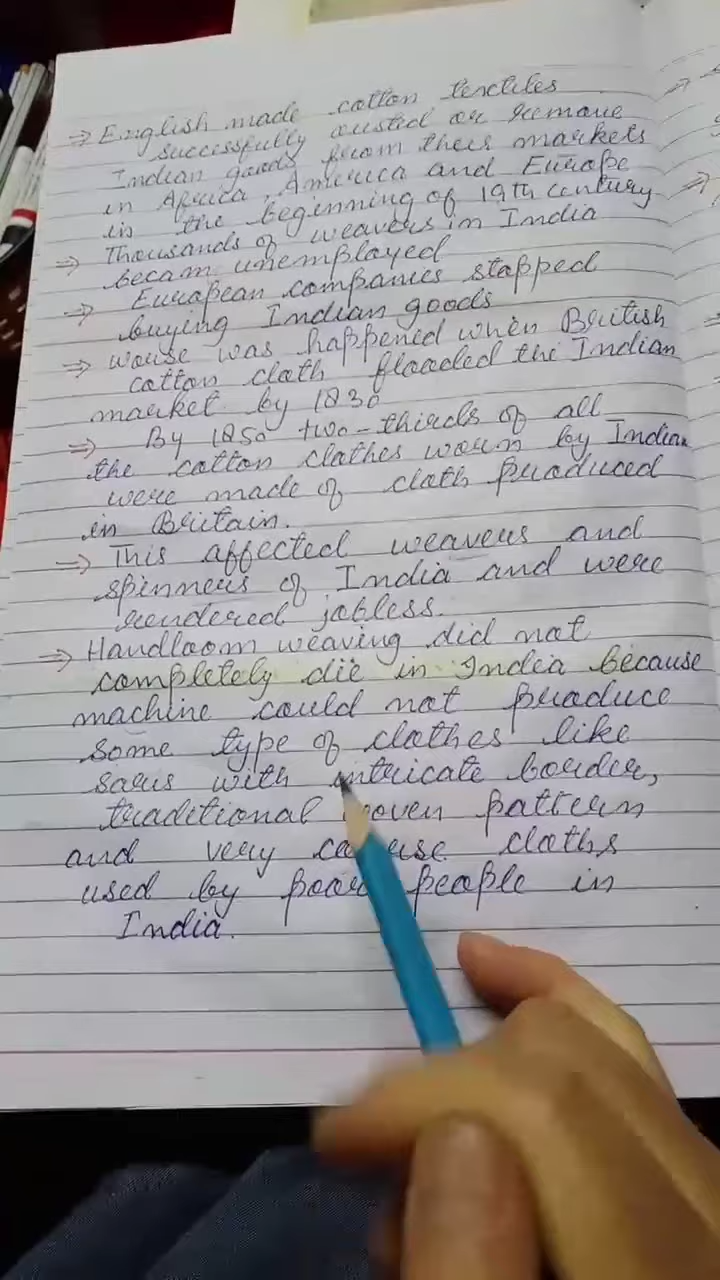 => English made cotton textiles
successfully ousted or remove
Indian goods from their markets
in Africa, America and Europe
in the beginning of 19th century
=> Thousands of weavers in India
becam unemployed
=> European companies stopped
buying Indian goods
=> worse was happened when British
cotton cloth flooded the Indian
market by 1830
=> By 1850 two-thirds of all
the cotton clothes worn by Indian
were made of cloth produced
in Britain.
=> This affected weavers and
spinners of India and were
rendered jobless.
=> Handloom weaving did not
completely die in India because
machine could not produce
some type of clothes like
saris with intricate border,
traditional woven pattern
and very coarse cloths
used by poor people in
India.